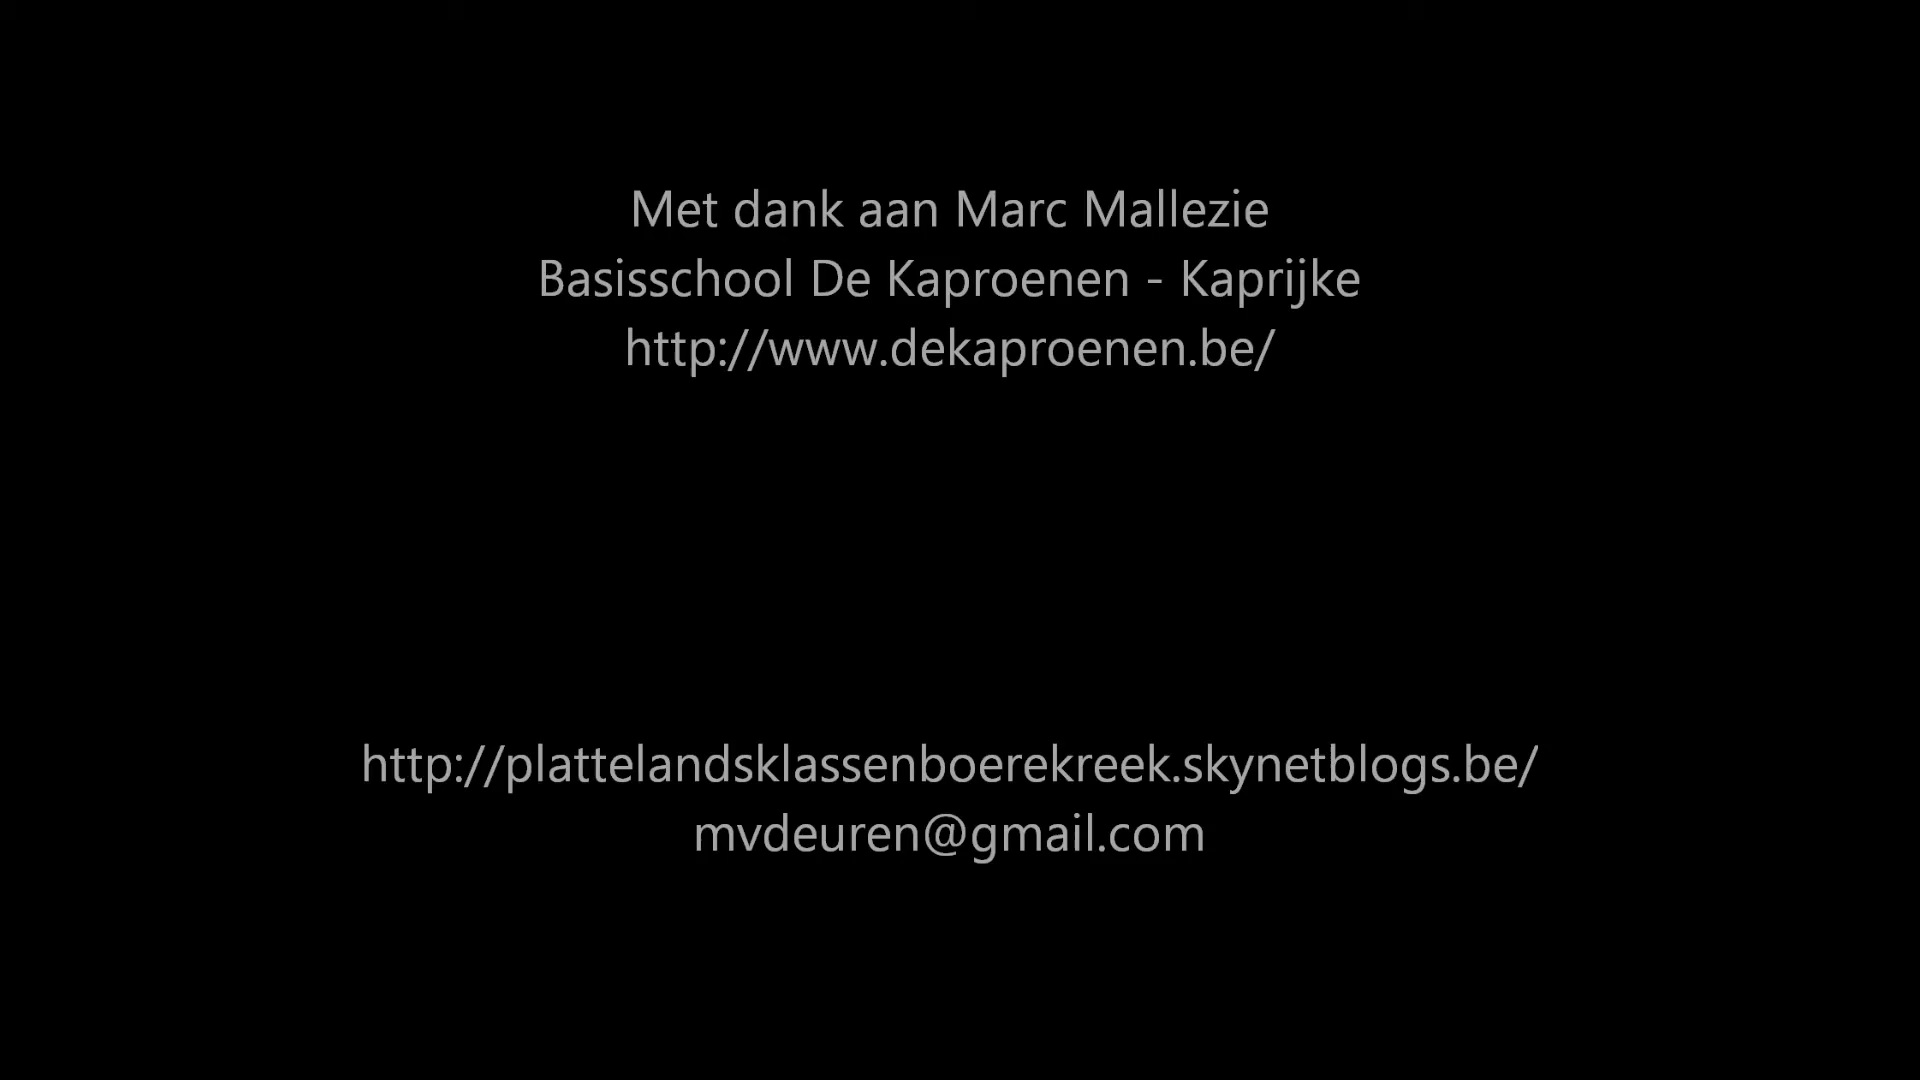 Met dank aan Marc Mallezie
Basisschool De Kaproenen - Kaprijke
http://www.dekaproenen.be/
http://plattelandsklassenboerekreek.skynetblogs.be/
mvdeuren@gmail.com